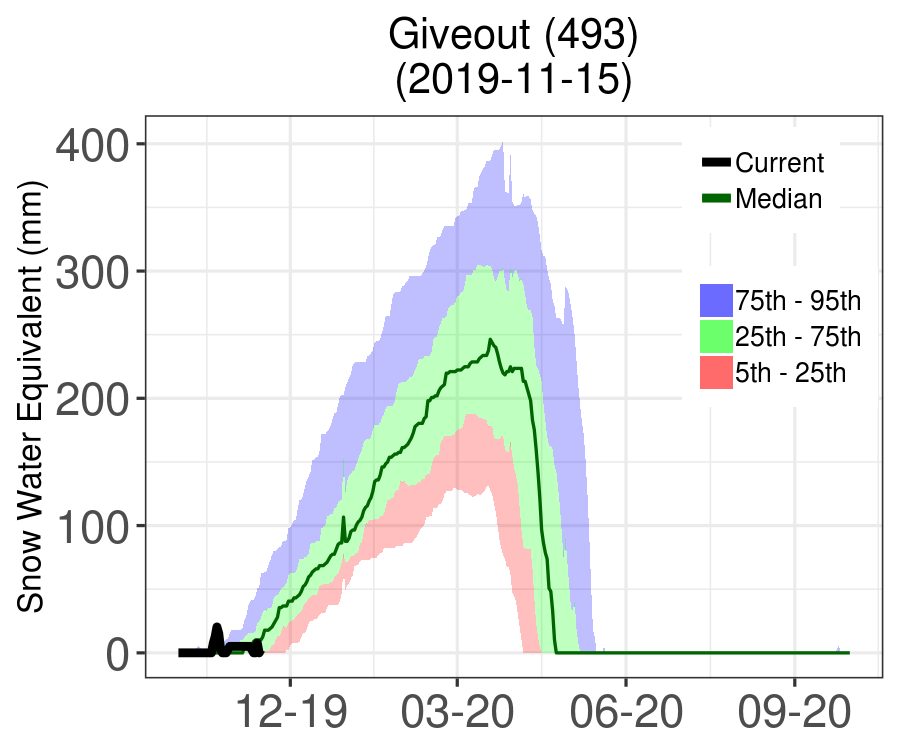 Giveout (493)
(2019-11-15)
Snow Water Equivalent (mm)
400
300
200
100
0
Current
Median
75th - 95th
25th - 75th
5th - 25th
12-19
03-20
06-20
09-20